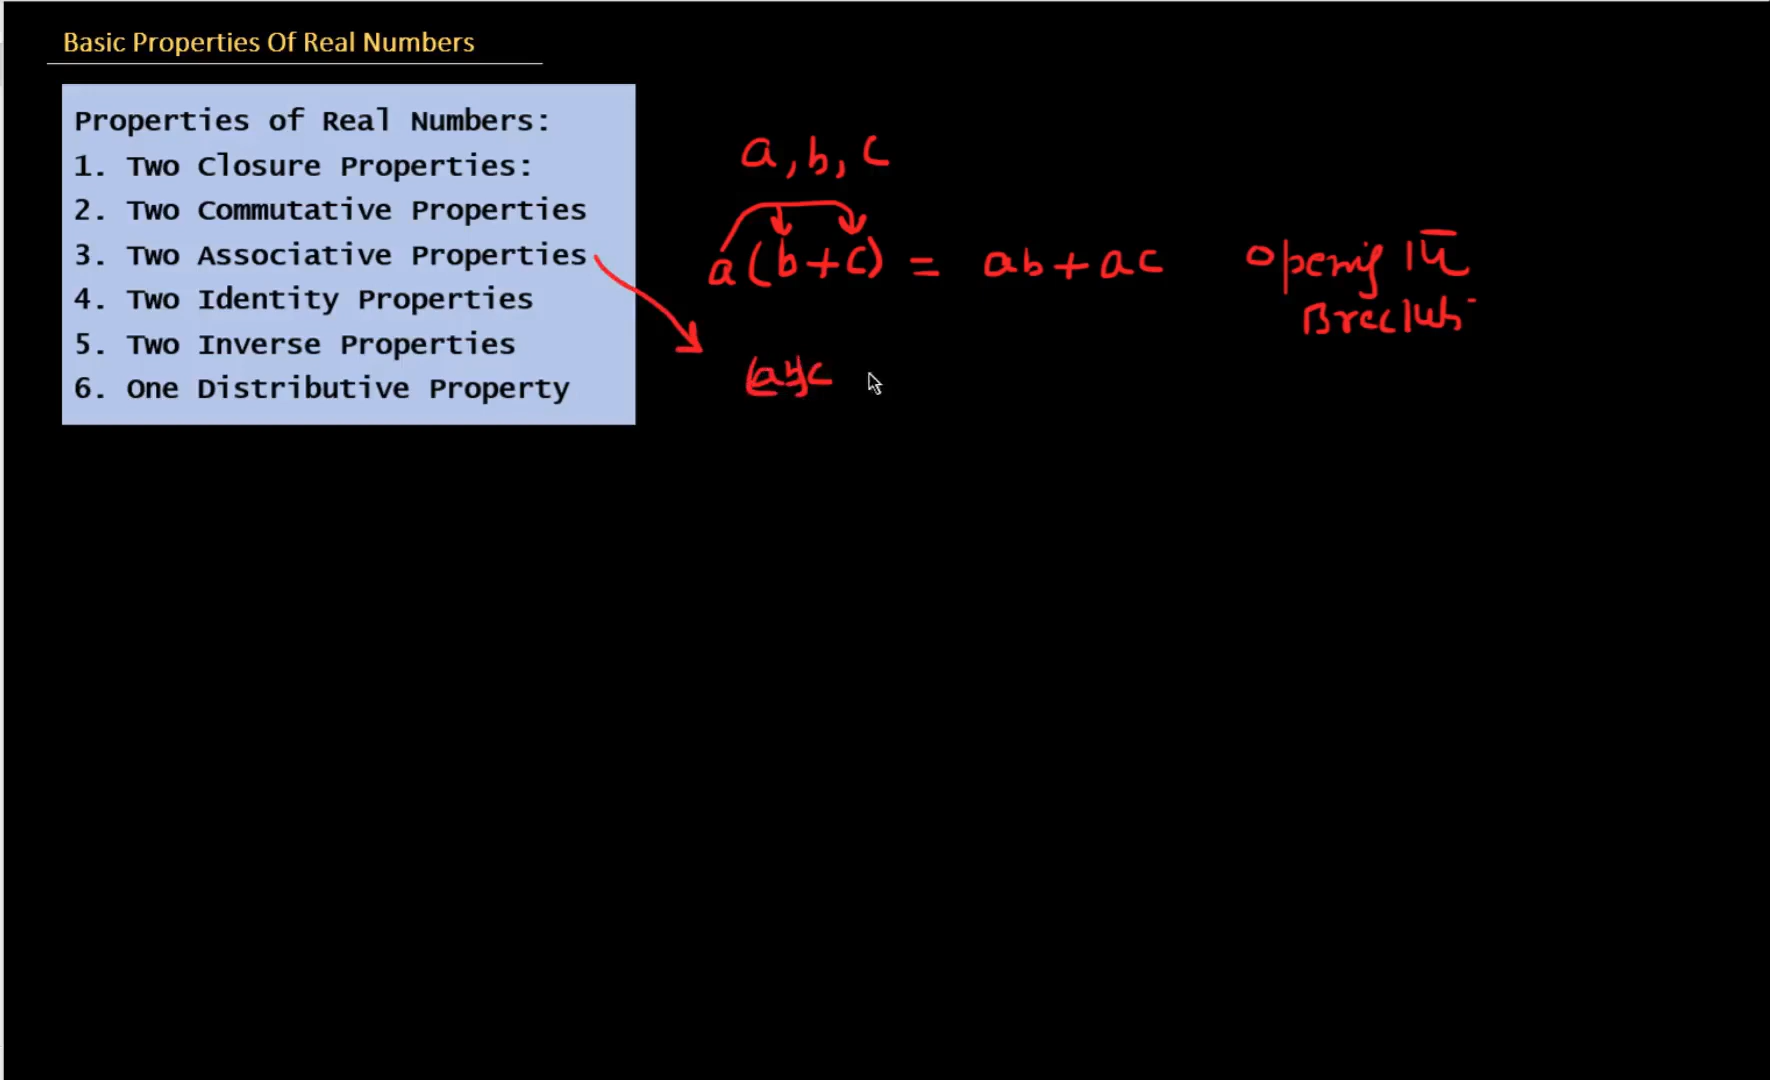 Basic Properties Of Real Numbers
Properties of Real Numbers:
1. Two Closure Properties:
2. Two Commutative Properties
3. Two Associative Properties
4. Two Identity Properties
5. Two Inverse Properties
6. One Distributive Property
a, b, c
a(b+c) = ab+ac
(ab)c